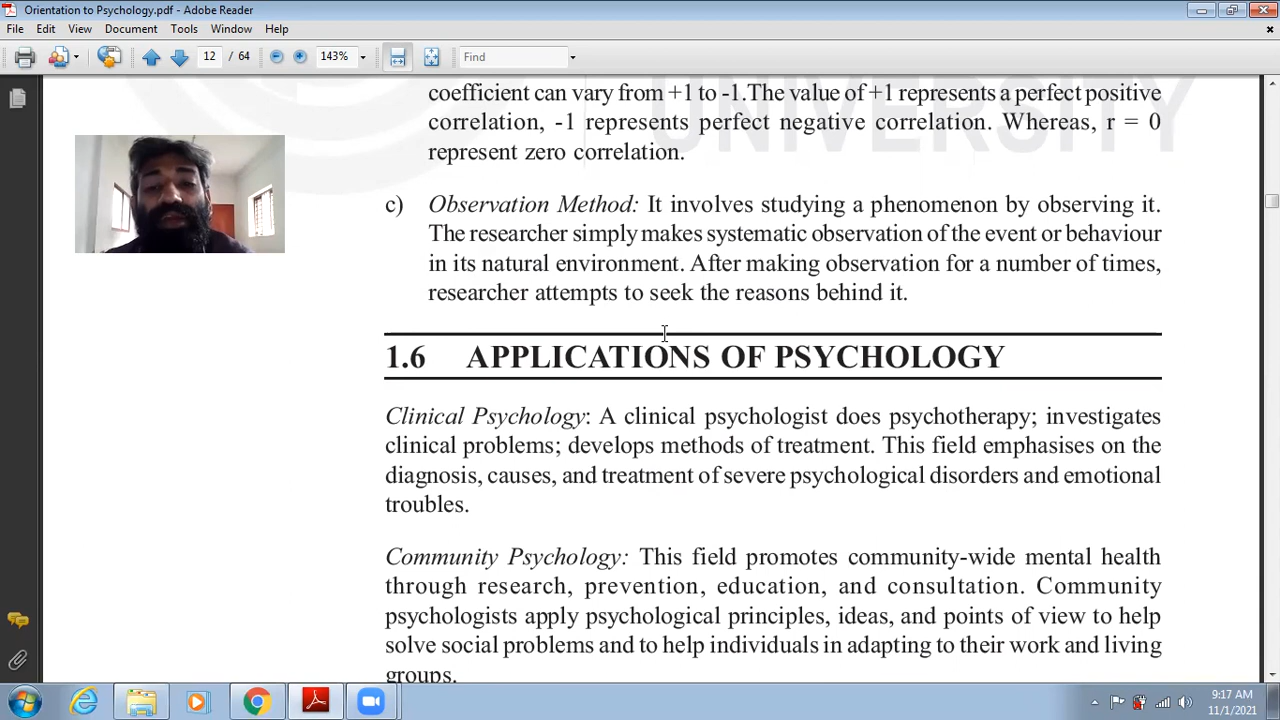 Orientation to Psychology.pdf - Adobe Reader
File Edit View Document Tools Window Help
12 / 64 143% Find
UNIVERSITY
coefficient can vary from +1 to -1.The value of +1 represents a perfect positive
correlation, -1 represents perfect negative correlation. Whereas, r = 0
represent zero correlation.
c) Observation Method: It involves studying a phenomenon by observing it.
The researcher simply makes systematic observation of the event or behaviour
in its natural environment. After making observation for a number of times,
researcher attempts to seek the reasons behind it.
1.6 APPLICATIONS OF PSYCHOLOGY
Clinical Psychology: A clinical psychologist does psychotherapy; investigates
clinical problems; develops methods of treatment. This field emphasises on the
diagnosis, causes, and treatment of severe psychological disorders and emotional
troubles.
Community Psychology: This field promotes community-wide mental health
through research, prevention, education, and consultation. Community
psychologists apply psychological principles, ideas, and points of view to help
solve social problems and to help individuals in adapting to their work and living
groups.
9:17 AM
11/1/2021